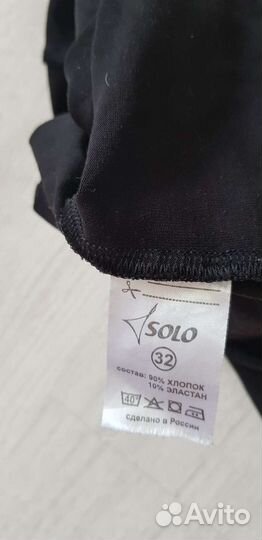 SOLO
32
состав: 90% ХЛОПОК
10% ЭЛАСТАН
40°
сделано в России
Avito